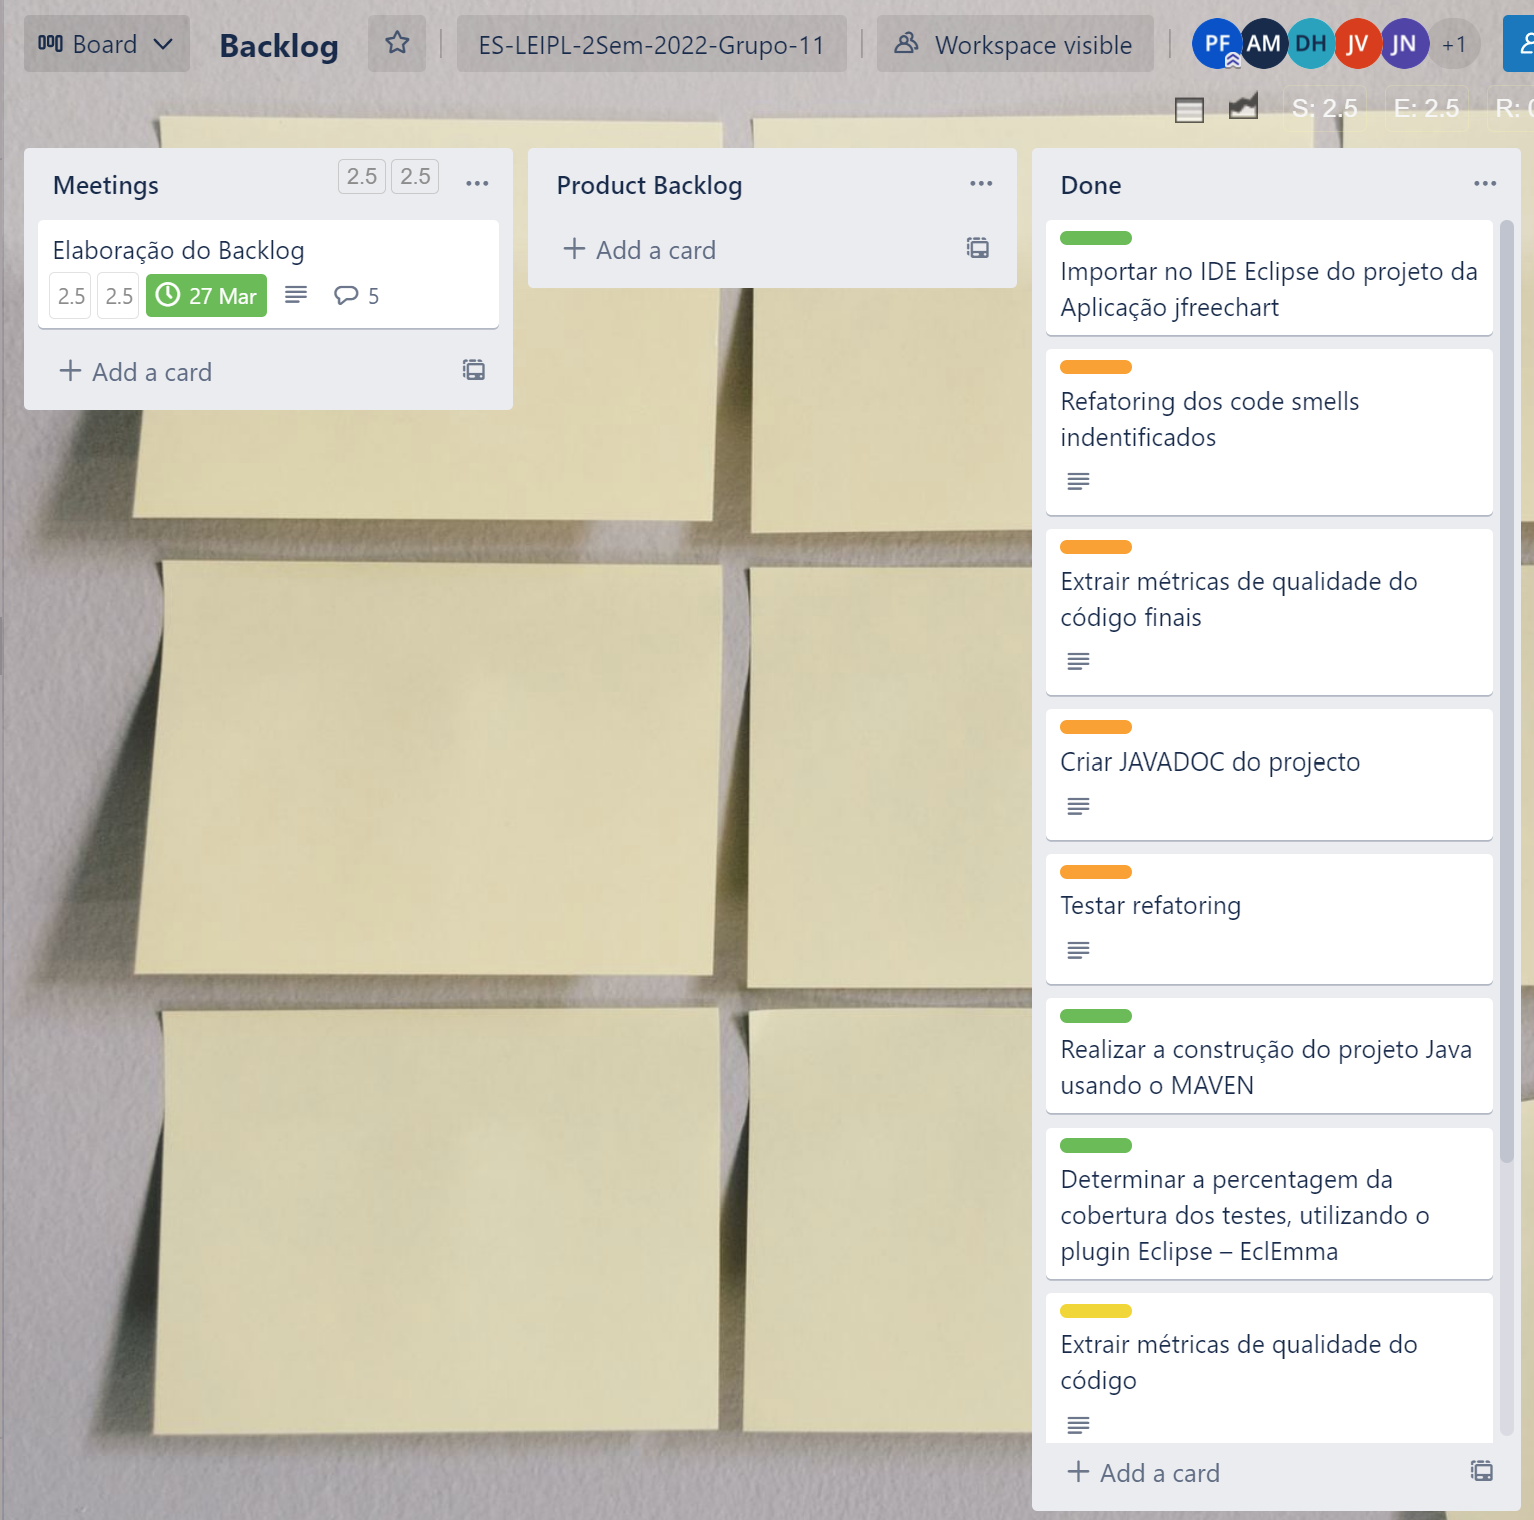 Board
Backlog
ES-LEIPL-2Sem-2022-Grupo-11
Workspace visible
PF AM DH JV JN +1
S: 2.5 E: 2.5 R:
Meetings 2.5 2.5
Elaboração do Backlog
2.5 2.5 27 Mar 5
+ Add a card
Product Backlog
+ Add a card
Done
Importar no IDE Eclipse do projeto da
Aplicação jfreechart
Refatoring dos code smells
indentificados
Extrair métricas de qualidade do
código finais
Criar JAVADOC do projecto
Testar refatoring
Realizar a construção do projeto Java
usando o MAVEN
Determinar a percentagem da
cobertura dos testes, utilizando o
plugin Eclipse – EclEmma
Extrair métricas de qualidade do
código
+ Add a card